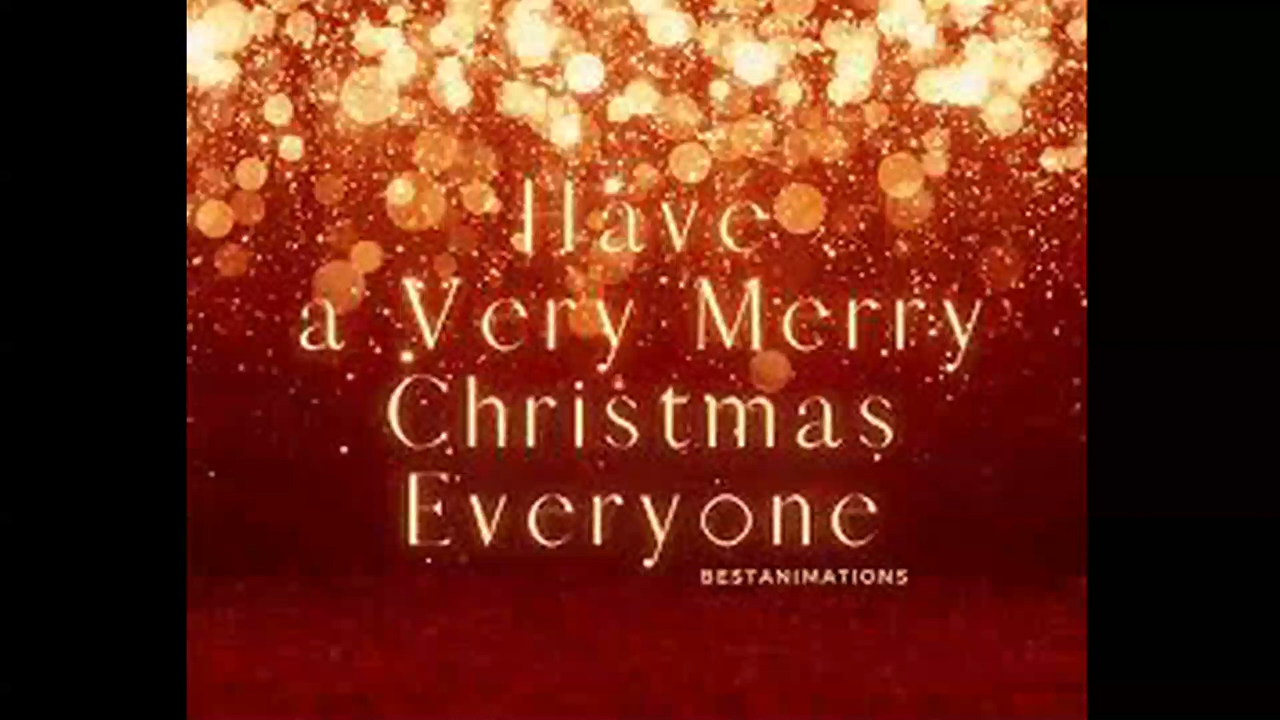 Have
a Very Merry
Christmas
Everyone
BESTANIMATIONS